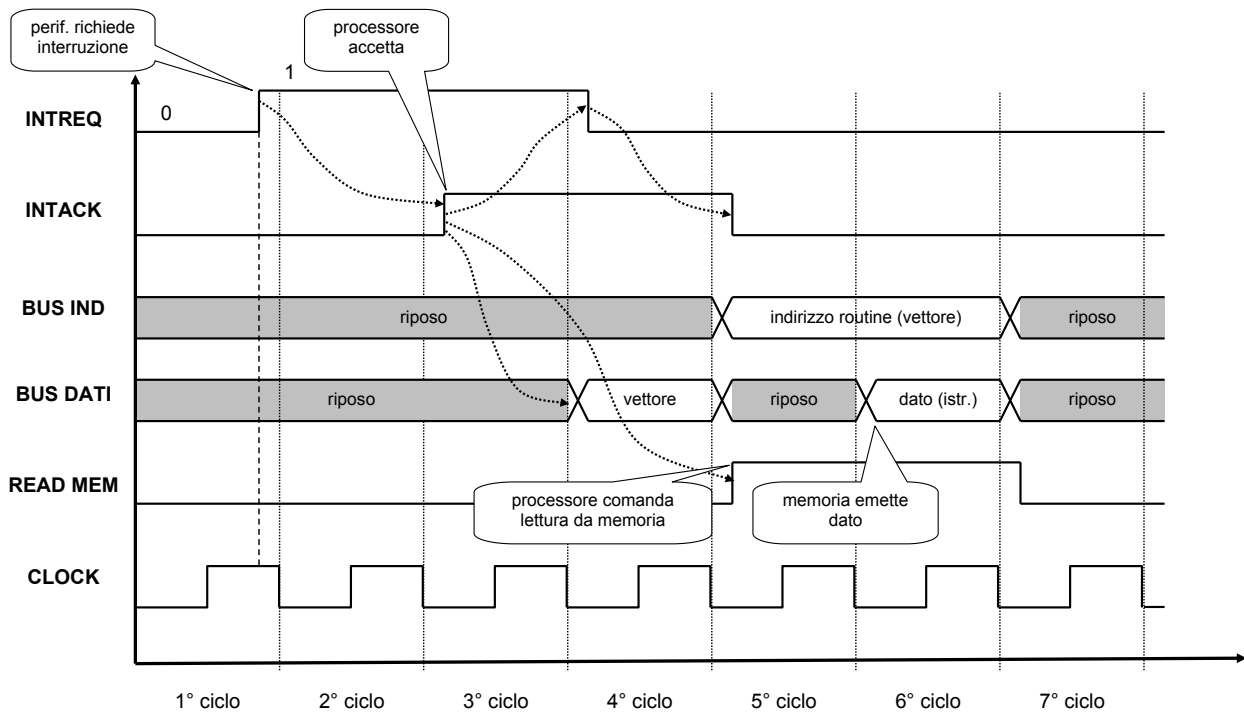 perif. richiede
interruzione
processore
accetta
1
0
INTREQ
INTACK
BUS IND
riposo
indirizzo routine (vettore)
riposo
BUS DATI
riposo
vettore
riposo
dato (istr.)
riposo
READ MEM
processore comanda
lettura da memoria
memoria emette
dato
CLOCK
1° ciclo
2° ciclo
3° ciclo
4° ciclo
5° ciclo
6° ciclo
7° ciclo